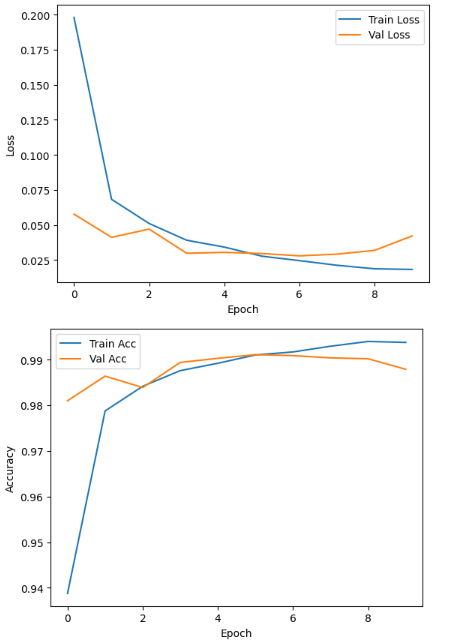 0.200
0.175
0.150
0.125
0.100
0.075
0.050
0.025
Loss
Train Loss
Val Loss
0 2 4 6 8
Epoch
Train Acc
Val Acc
0.99
0.98
0.97
0.96
0.95
0.94
Accuracy
0 2 4 6 8
Epoch